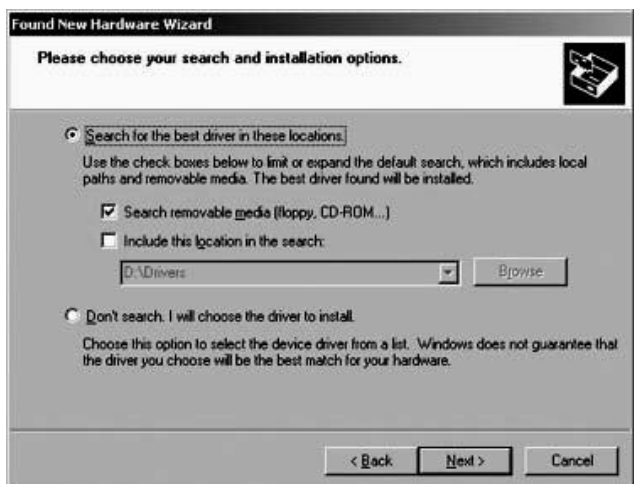 Found New Hardware Wizard
Please choose your search and installation options.
Search for the best driver in these locations.
Use the check boxes below to limit or expand the default search, which includes local
paths and removable media. The best driver found will be installed.
Search removable media (floppy, CD-ROM...)
Include this location in the search:
D:\Drivers
Browse
Don't search. I will choose the driver to install.
Choose this option to select the device driver from a list. Windows does not guarantee that
the driver you choose will be the best match for your hardware.
< Back Next > Cancel